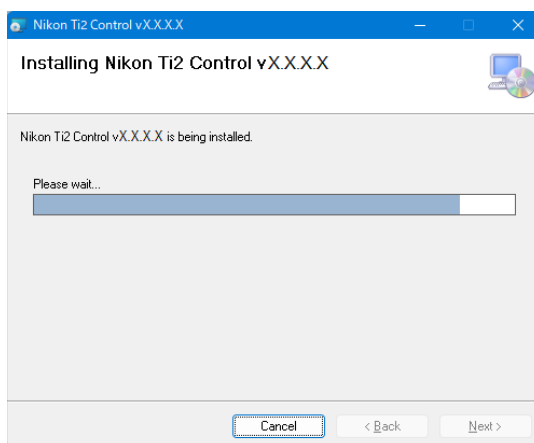 Nikon Ti2 Control vX.X.X.X
Installing Nikon Ti2 Control vX.X.X.X
Nikon Ti2 Control vX.X.X.X is being installed.
Please wait...
Cancel
< Back
Next >